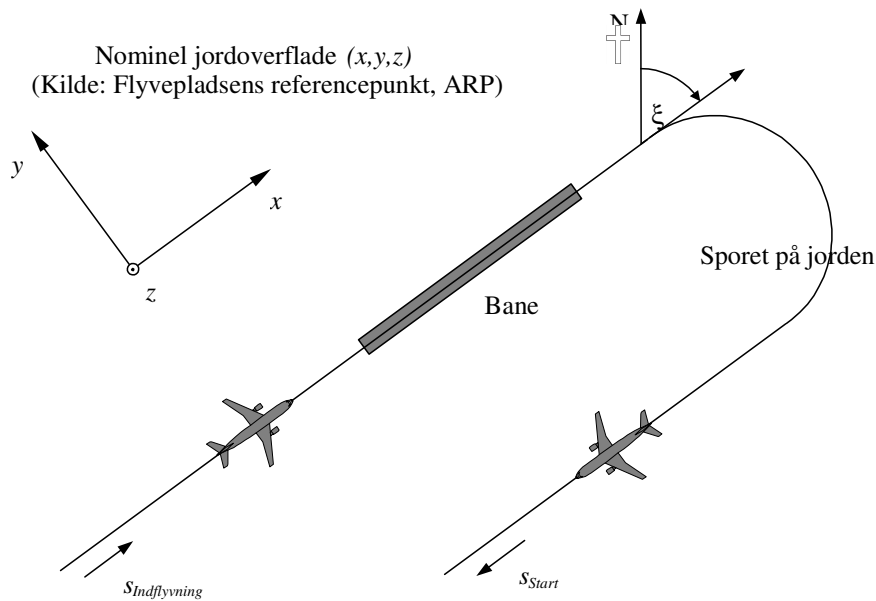 Nominel jordoverflade (x,y,z)
(Kilde: Flyvepladsens referencepunkt, ARP)
N
ξ
y
x
z
Sporet på jorden
Bane
sIndflyvning
sStart